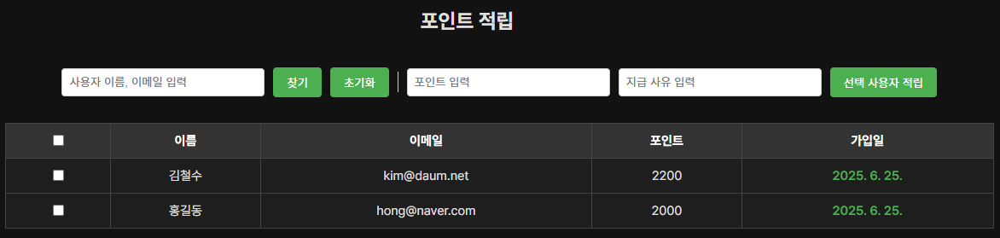 포인트 적립
사용자 이름, 이메일 입력 찾기 초기화 포인트 입력 지급 사유 입력 선택 사용자 적립
이름 이메일 포인트 가입일
김철수 kim@daum.net 2200 2025. 6. 25.
홍길동 hong@naver.com 2000 2025. 6. 25.